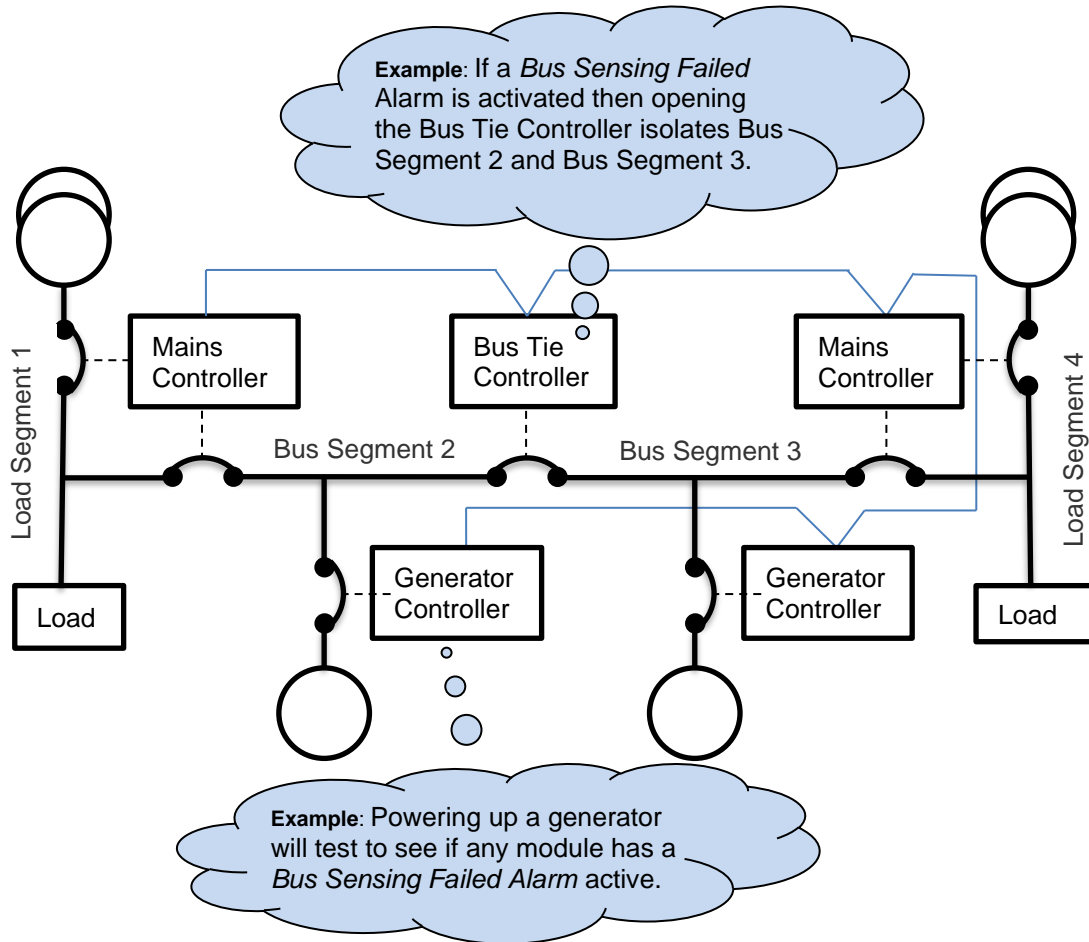 Example: If a Bus Sensing Failed
Alarm is activated then opening
the Bus Tie Controller isolates Bus
Segment 2 and Bus Segment 3.
Load Segment 1
Mains
Controller
Bus Tie
Controller
Mains
Controller
Load Segment 4
Bus Segment 2
Bus Segment 3
Load
Generator
Controller
Generator
Controller
Load
Example: Powering up a generator
will test to see if any module has a
Bus Sensing Failed Alarm active.